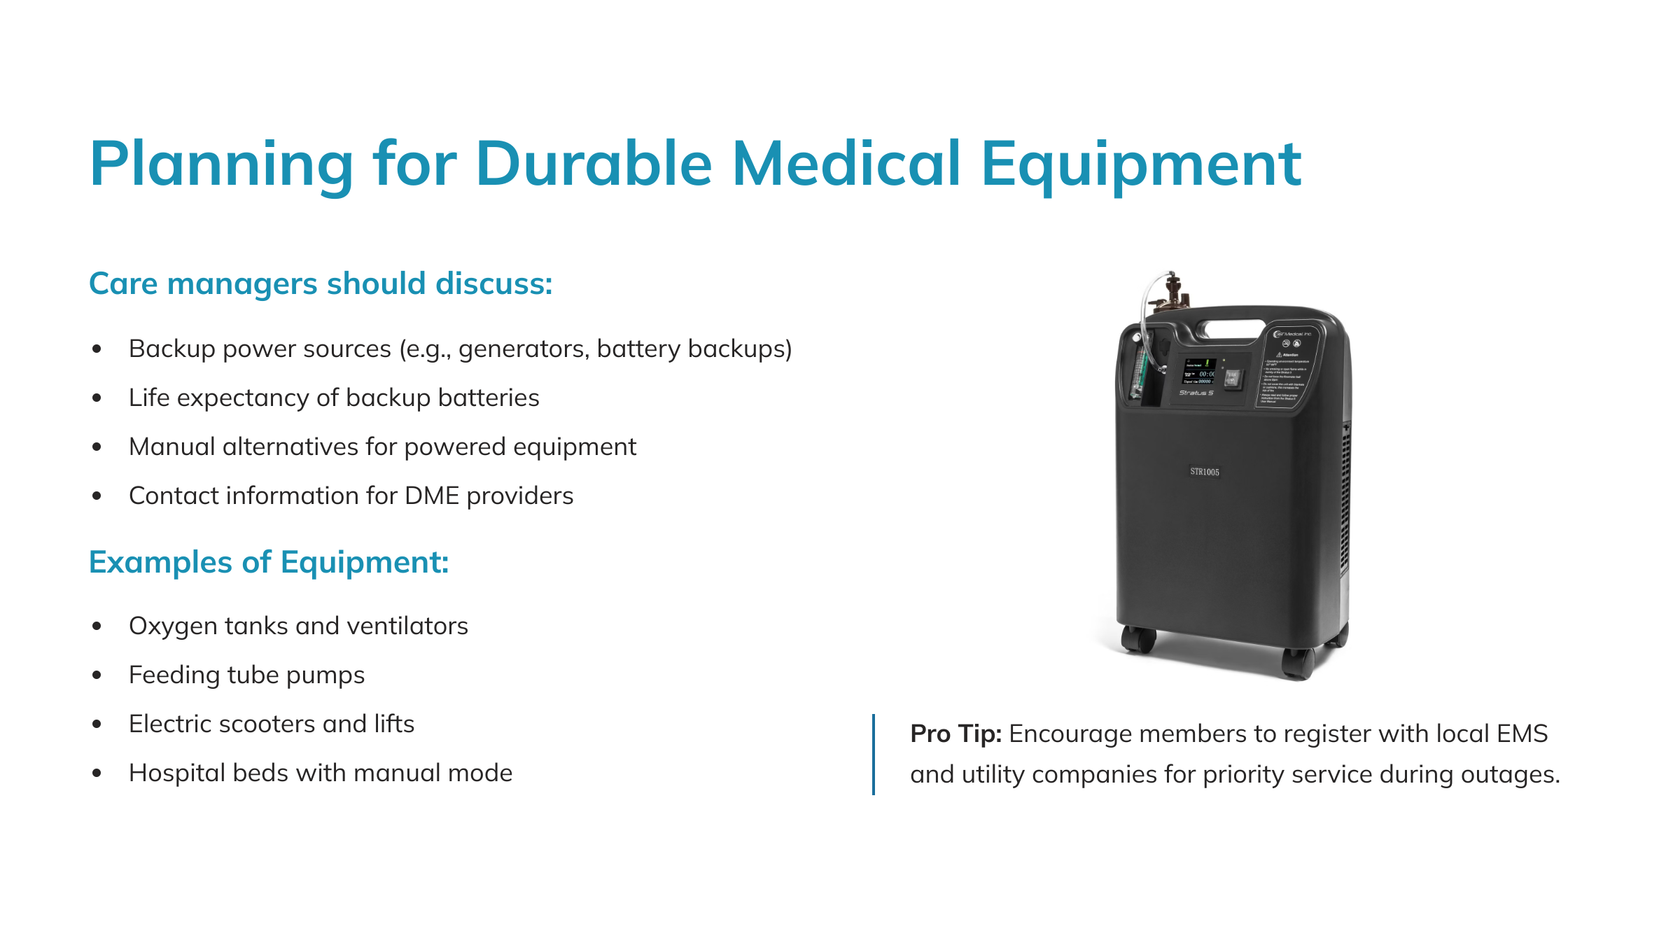 Planning for Durable Medical Equipment
Care managers should discuss:
• Backup power sources (e.g., generators, battery backups)
• Life expectancy of backup batteries
• Manual alternatives for powered equipment
• Contact information for DME providers
Examples of Equipment:
• Oxygen tanks and ventilators
• Feeding tube pumps
• Electric scooters and lifts
• Hospital beds with manual mode
Attention
Stratus 5
STR1005
Pro Tip: Encourage members to register with local EMS
and utility companies for priority service during outages.